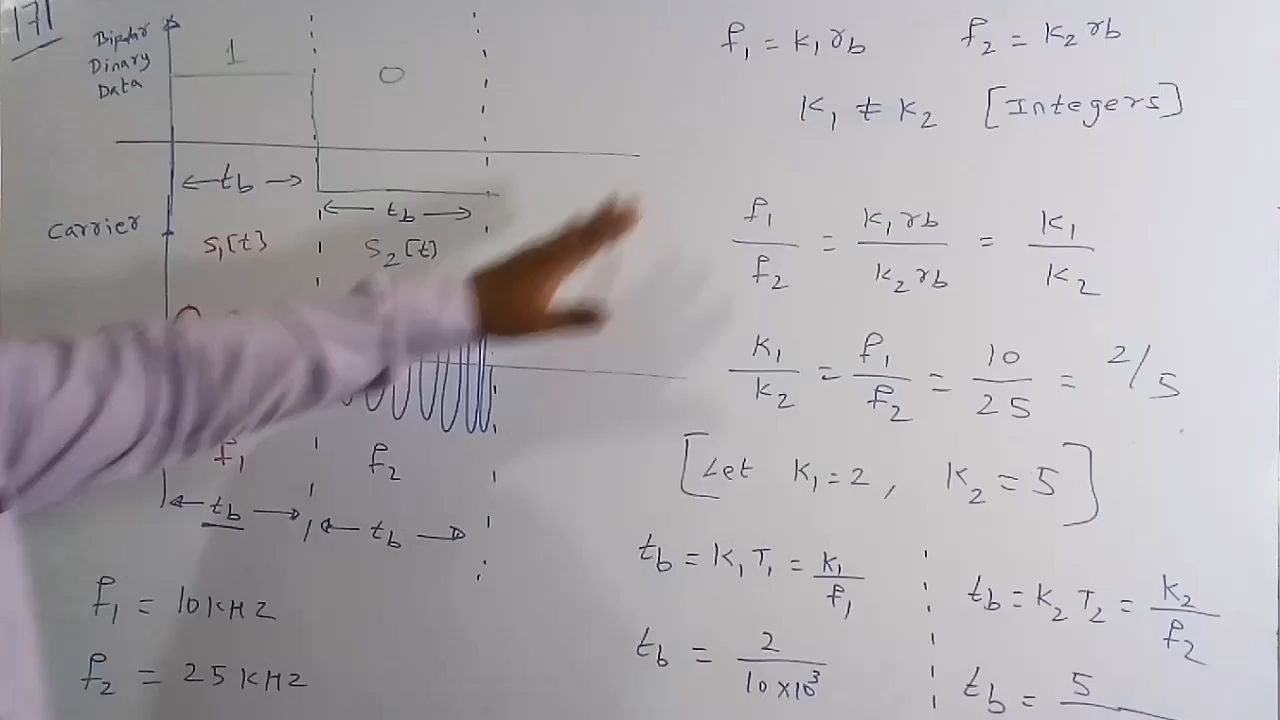 171
Bipolar
Dinary
Data
1
0
← tb →
← tb →
Carrier
S1(t)
S2(t)
f1
f2
← tb →
← tb →
f1 = 10 KHZ
f2 = 25 KHZ
f1 = K1 rb
f2 = K2 rb
K1 ≠ K2 [Integers]
f1/f2 = K1 rb/K2 rb = K1/K2
K1/K2 = f1/f2 = 10/25 = 2/5
[Let K1 = 2, K2 = 5]
tb = K1 T1 = K1/f1
tb = 2/10×10³
tb = K2 T2 = K2/f2
tb = 5